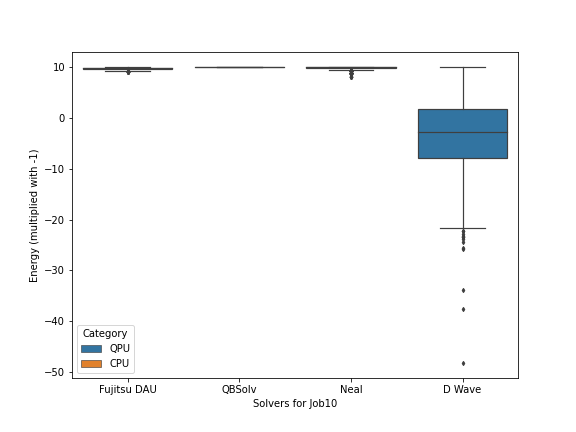 10
0
−10
−20
−30
−40
−50
Energy (multiplied with -1)
Category
QPU
CPU
Fujitsu DAU QBSolv Neal D Wave
Solvers for Job10